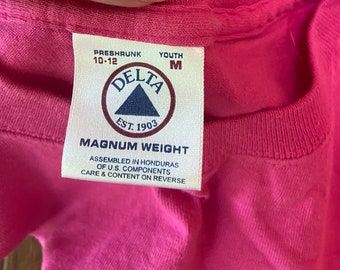 PRESHRUNK YOUTH
10-12 M
DELTA
EST. 1903
MAGNUM WEIGHT
ASSEMBLED IN HONDURAS
OF U.S. COMPONENTS
CARE & CONTENT ON REVERSE